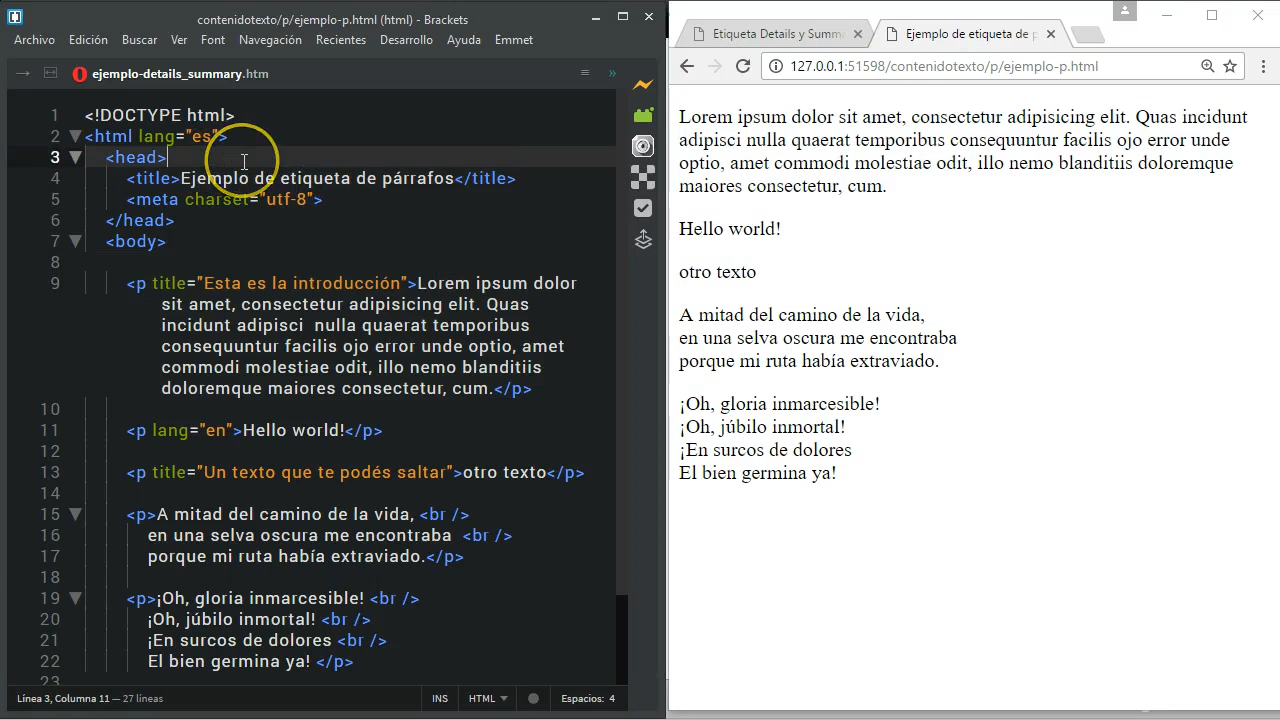 contenidotexto/p/ejemplo-p.html (html) - Brackets
Archivo Edición Buscar Ver Font Navegación Recientes Desarrollo Ayuda Emmet
ejemplo-details_summary.htm
1 <!DOCTYPE html>
2 <html lang="es">
3 <head>
4 <title>Ejemplo de etiqueta de párrafos</title>
5 <meta charset="utf-8">
6 </head>
7 <body>
8
9 <p title="Esta es la introducción">Lorem ipsum dolor
sit amet, consectetur adipisicing elit. Quas
incidunt adipisci nulla quaerat temporibus
consequuntur facilis ojo error unde optio, amet
commodi molestiae odit, illo nemo blanditiis
doloremque maiores consectetur, cum.</p>
10
11 <p lang="en">Hello world!</p>
12
13 <p title="Un texto que te podés saltar">otro texto</p>
14
15 <p>A mitad del camino de la vida, <br />
16 en una selva oscura me encontraba <br />
17 porque mi ruta había extraviado.</p>
18
19 <p>¡Oh, gloria inmarcesible! <br />
20 ¡Oh, júbilo inmortal! <br />
21 ¡En surcos de dolores <br />
22 El bien germina ya! </p>
23
Línea 3, Columna 11 — 27 líneas INS HTML Espacios: 4
Etiqueta Details y Summ
Ejemplo de etiqueta de p
127.0.0.1:51598/contenidotexto/p/ejemplo-p.html
Lorem ipsum dolor sit amet, consectetur adipisicing elit. Quas incidunt
adipisci nulla quaerat temporibus consequuntur facilis ojo error unde
optio, amet commodi molestiae odit, illo nemo blanditiis doloremque
maiores consectetur, cum.
Hello world!
otro texto
A mitad del camino de la vida,
en una selva oscura me encontraba
porque mi ruta había extraviado.
¡Oh, gloria inmarcesible!
¡Oh, júbilo inmortal!
¡En surcos de dolores
El bien germina ya!